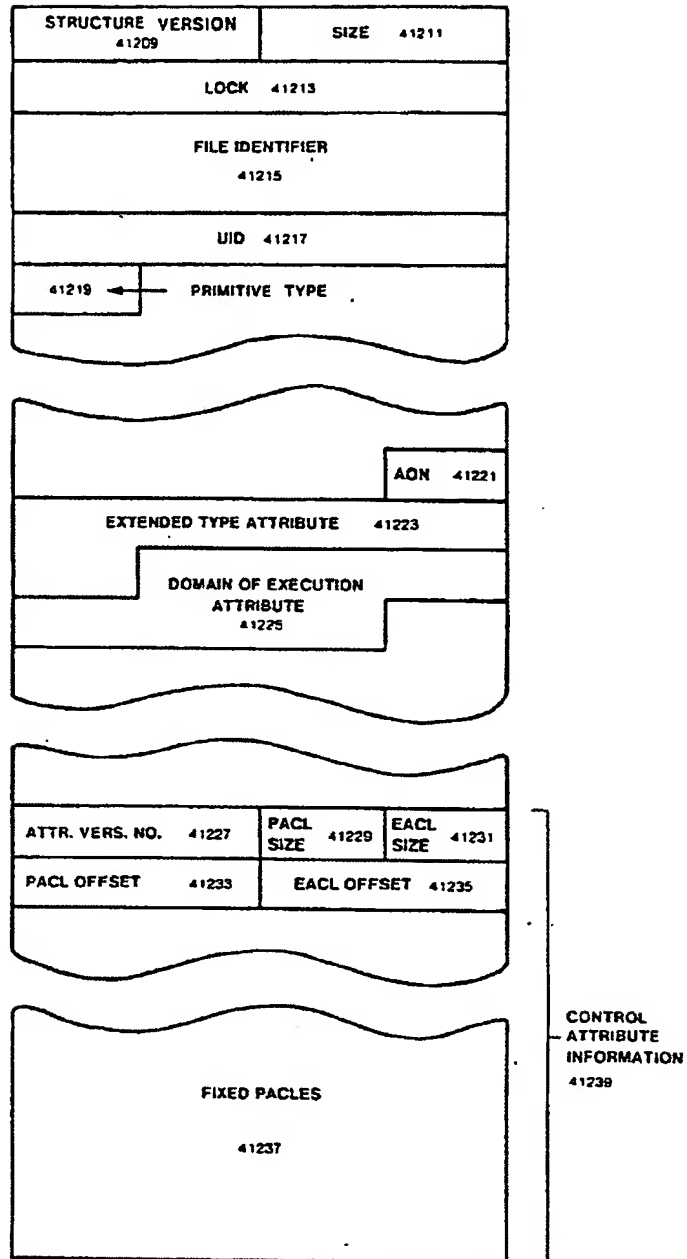 STRUCTURE VERSION
41209
SIZE 41211
LOCK 41213
FILE IDENTIFIER
41215
UID 41217
41219
PRIMITIVE TYPE
AON 41221
EXTENDED TYPE ATTRIBUTE 41223
DOMAIN OF EXECUTION
ATTRIBUTE
41225
ATTR. VERS. NO. 41227
PACL
SIZE 41229
EACL
SIZE 41231
PACL OFFSET 41233
EACL OFFSET 41235
CONTROL
ATTRIBUTE
INFORMATION
41239
FIXED PACLES
41237